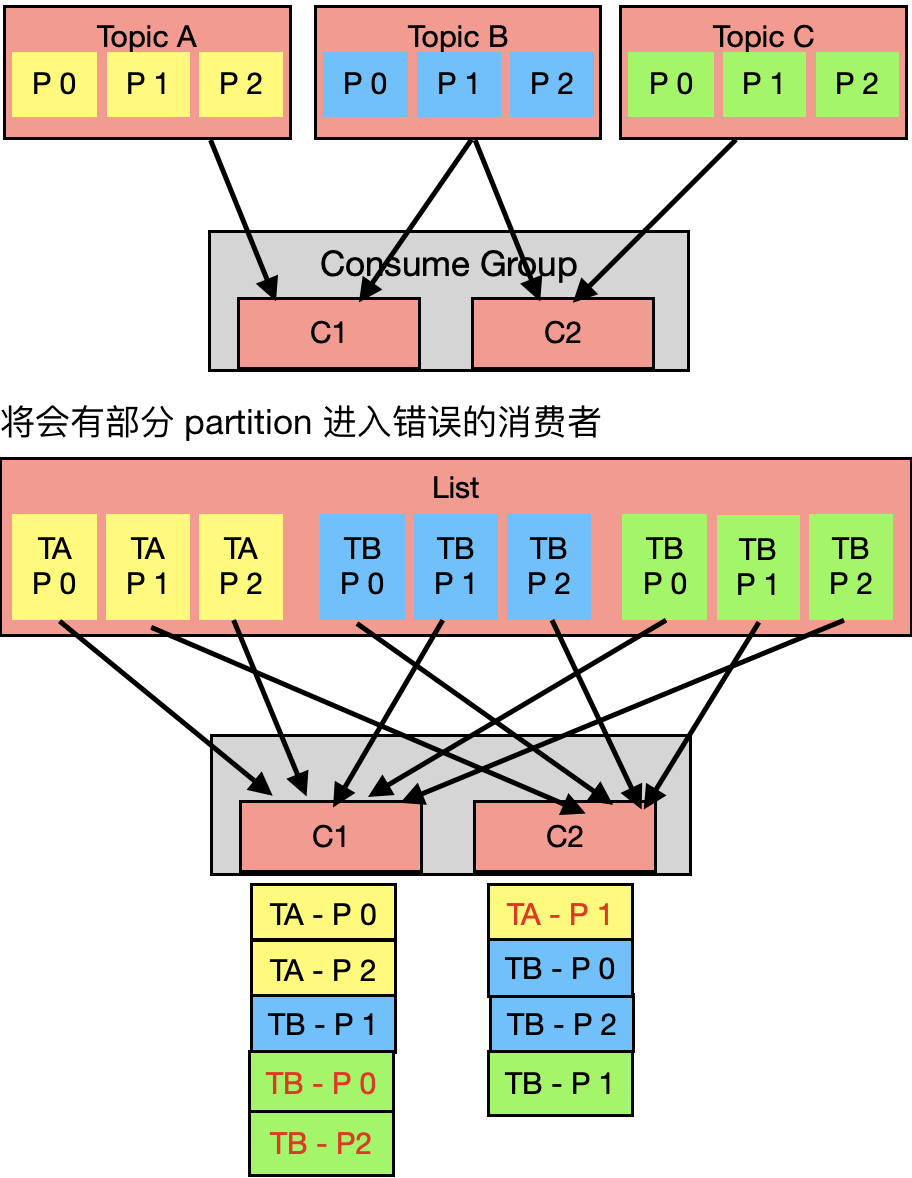 Topic A
P 0 P 1 P 2
Topic B
P 0 P 1 P 2
Topic C
P 0 P 1 P 2
Consume Group
C1
C2
将会有部分 partition 进入错误的消费者
List
TA P 0
TA P 1
TA P 2
TB P 0
TB P 1
TB P 2
TB P 0
TB P 1
TB P 2
C1
C2
TA - P 0
TA - P 2
TB - P 1
TB - P 0
TB - P2
TA - P 1
TB - P 0
TB - P 2
TB - P 1